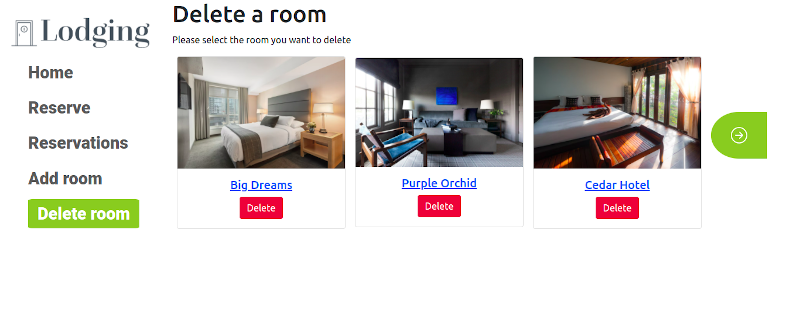 Lodging
Home
Reserve
Reservations
Add room
Delete room
Delete a room
Please select the room you want to delete
Big Dreams
Delete
Purple Orchid
Delete
Cedar Hotel
Delete